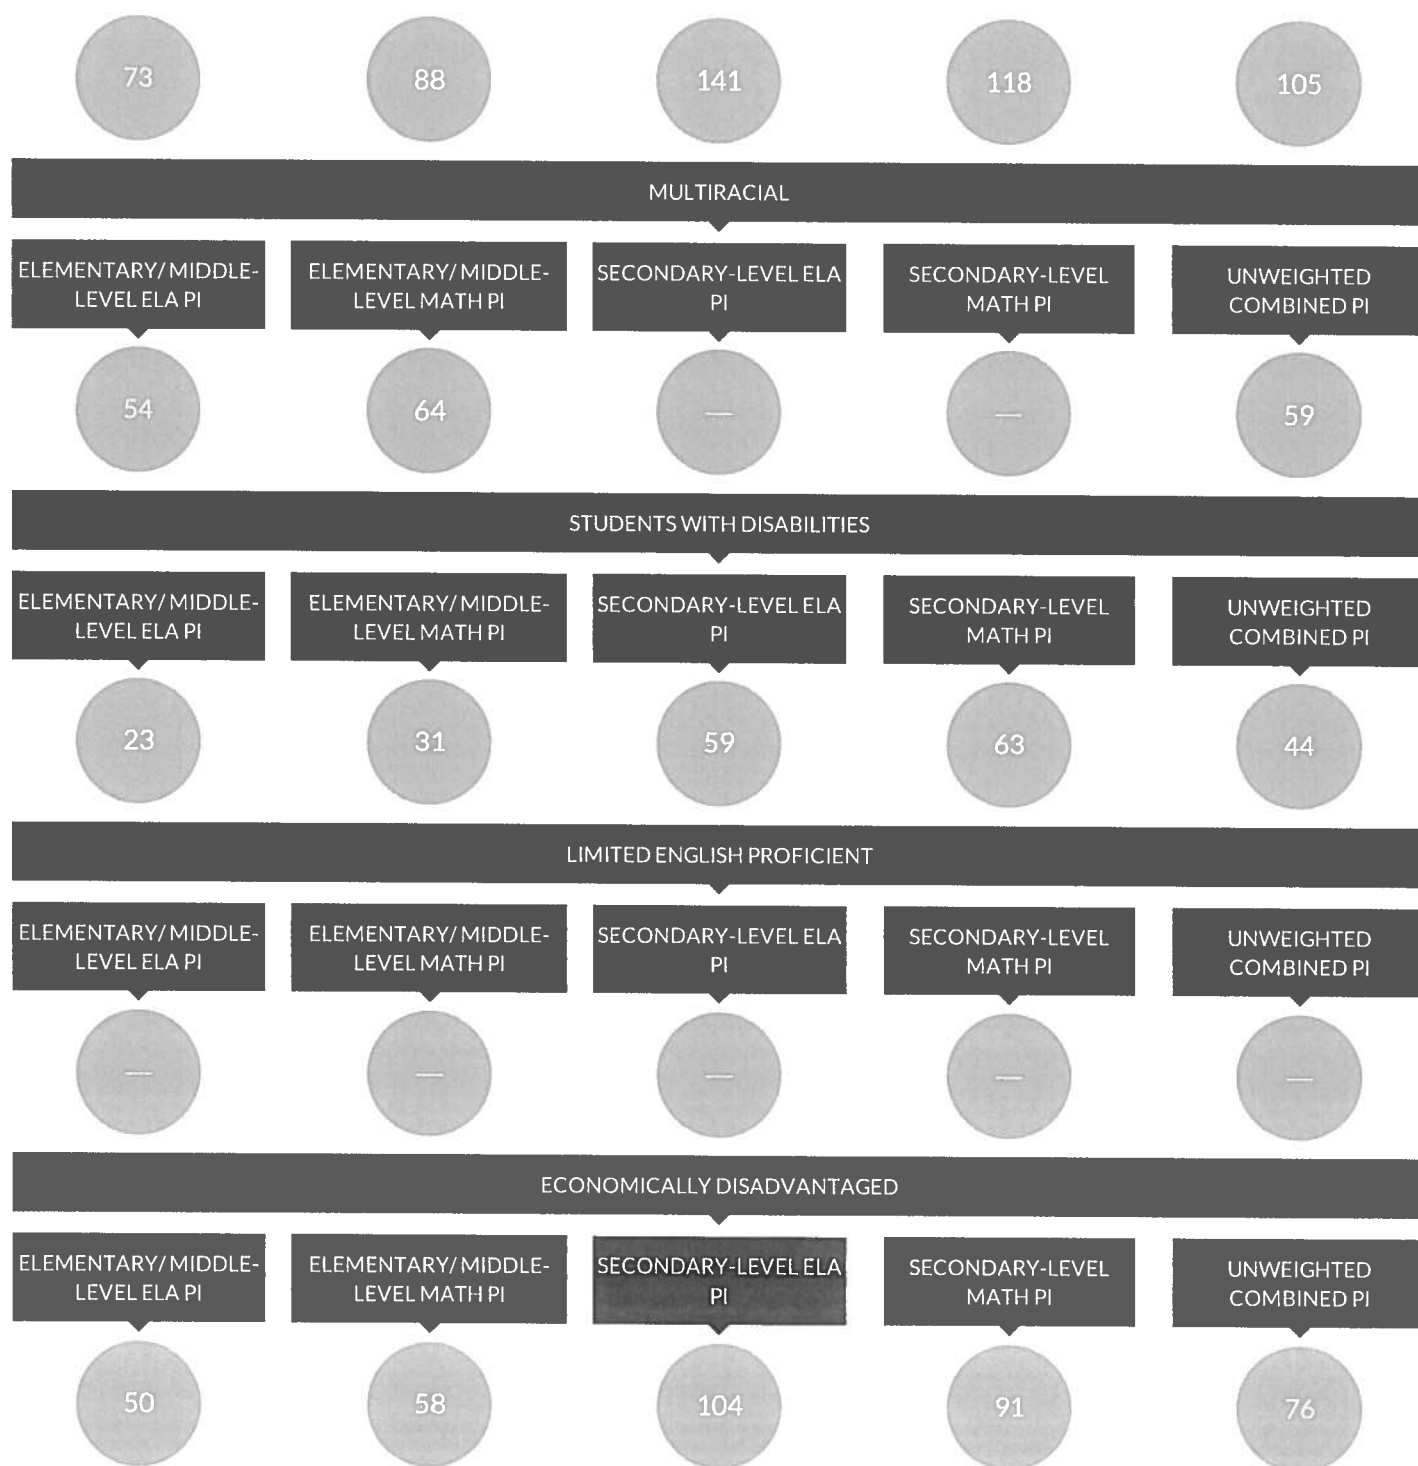 73 88 141 118 105
MULTIRACIAL
ELEMENTARY/ MIDDLE-
LEVEL ELA PI
ELEMENTARY/ MIDDLE-
LEVEL MATH PI
SECONDARY-LEVEL ELA
PI
SECONDARY-LEVEL
MATH PI
UNWEIGHTED
COMBINED PI
54 64 — — 59
STUDENTS WITH DISABILITIES
ELEMENTARY/ MIDDLE-
LEVEL ELA PI
ELEMENTARY/ MIDDLE-
LEVEL MATH PI
SECONDARY-LEVEL ELA
PI
SECONDARY-LEVEL
MATH PI
UNWEIGHTED
COMBINED PI
23 31 59 63 44
LIMITED ENGLISH PROFICIENT
ELEMENTARY/ MIDDLE-
LEVEL ELA PI
ELEMENTARY/ MIDDLE-
LEVEL MATH PI
SECONDARY-LEVEL ELA
PI
SECONDARY-LEVEL
MATH PI
UNWEIGHTED
COMBINED PI
— — — — —
ECONOMICALLY DISADVANTAGED
ELEMENTARY/ MIDDLE-
LEVEL ELA PI
ELEMENTARY/ MIDDLE-
LEVEL MATH PI
SECONDARY-LEVEL ELA
PI
SECONDARY-LEVEL
MATH PI
UNWEIGHTED
COMBINED PI
50 58 104 91 76